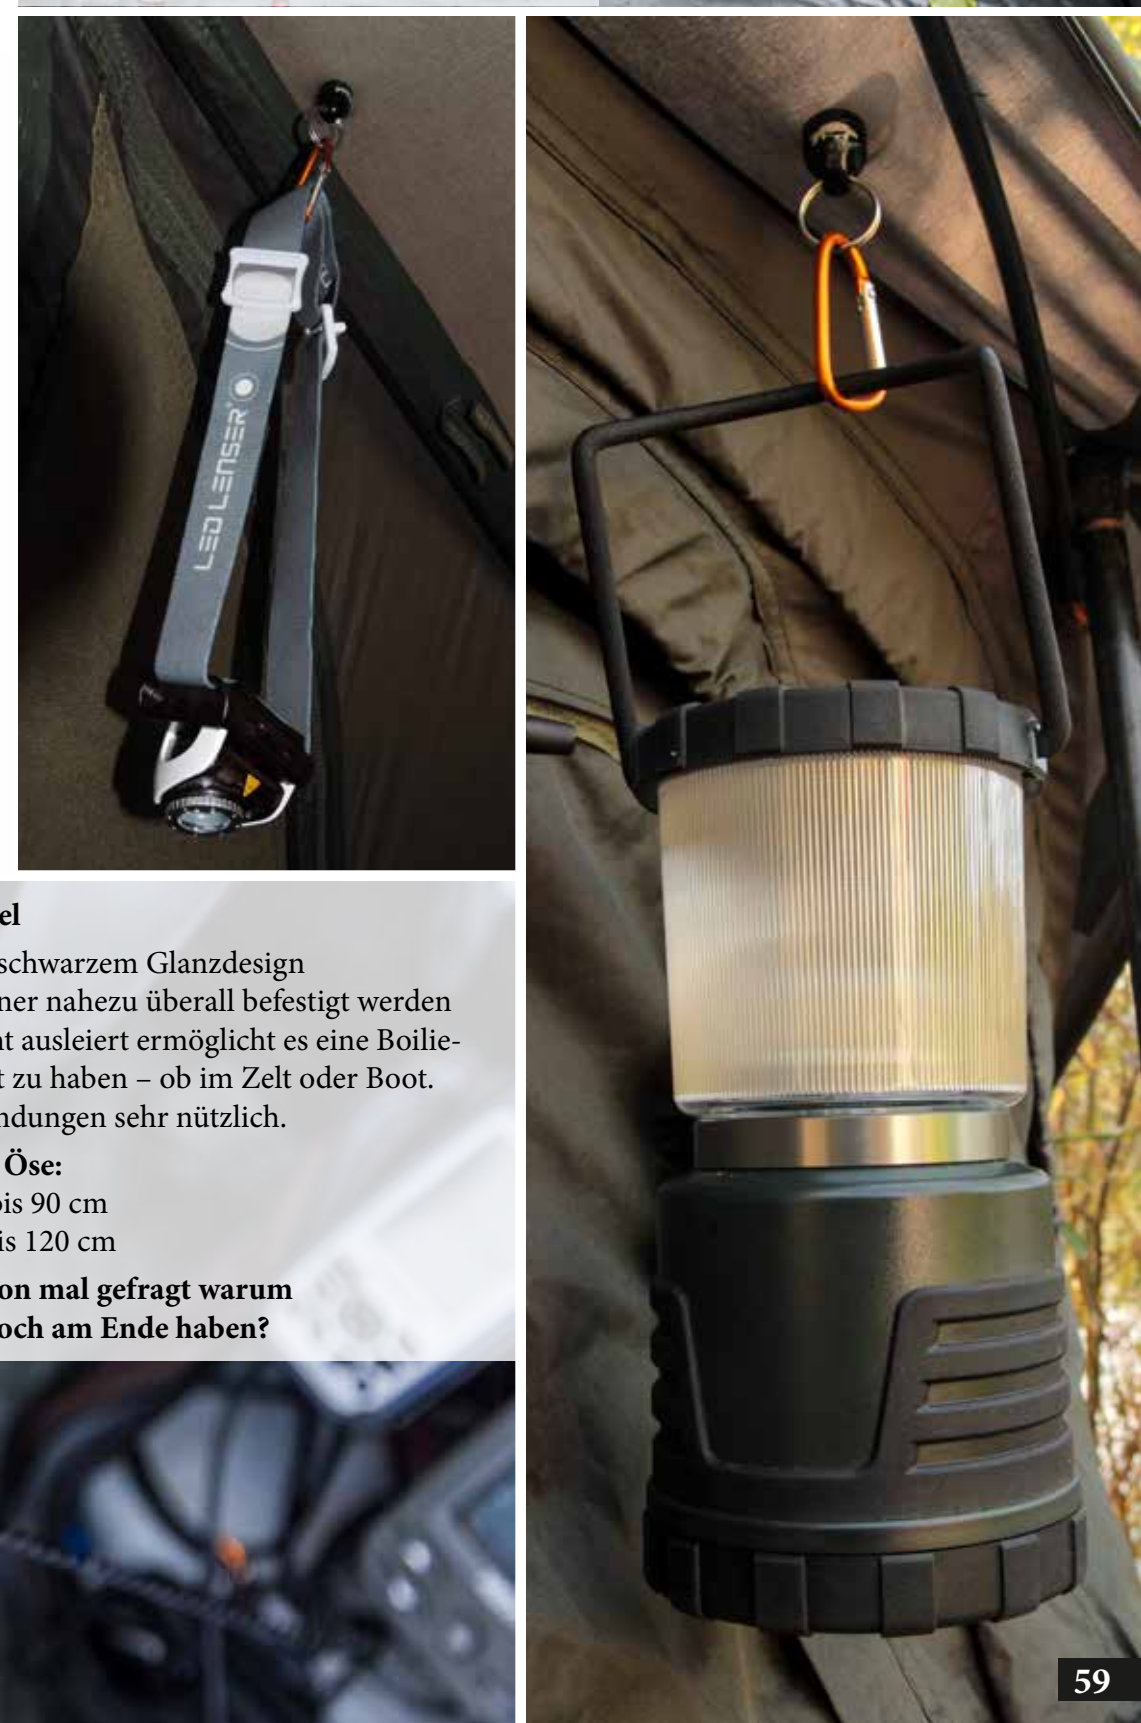 LED LENSER
el
schwarzem Glanzdesign
ner nahezu überall befestigt werden
nt ausleiert ermöglicht es eine Boilie-
t zu haben – ob im Zelt oder Boot.
ndungen sehr nützlich.
Öse:
bis 90 cm
is 120 cm
on mal gefragt warum
och am Ende haben?
59